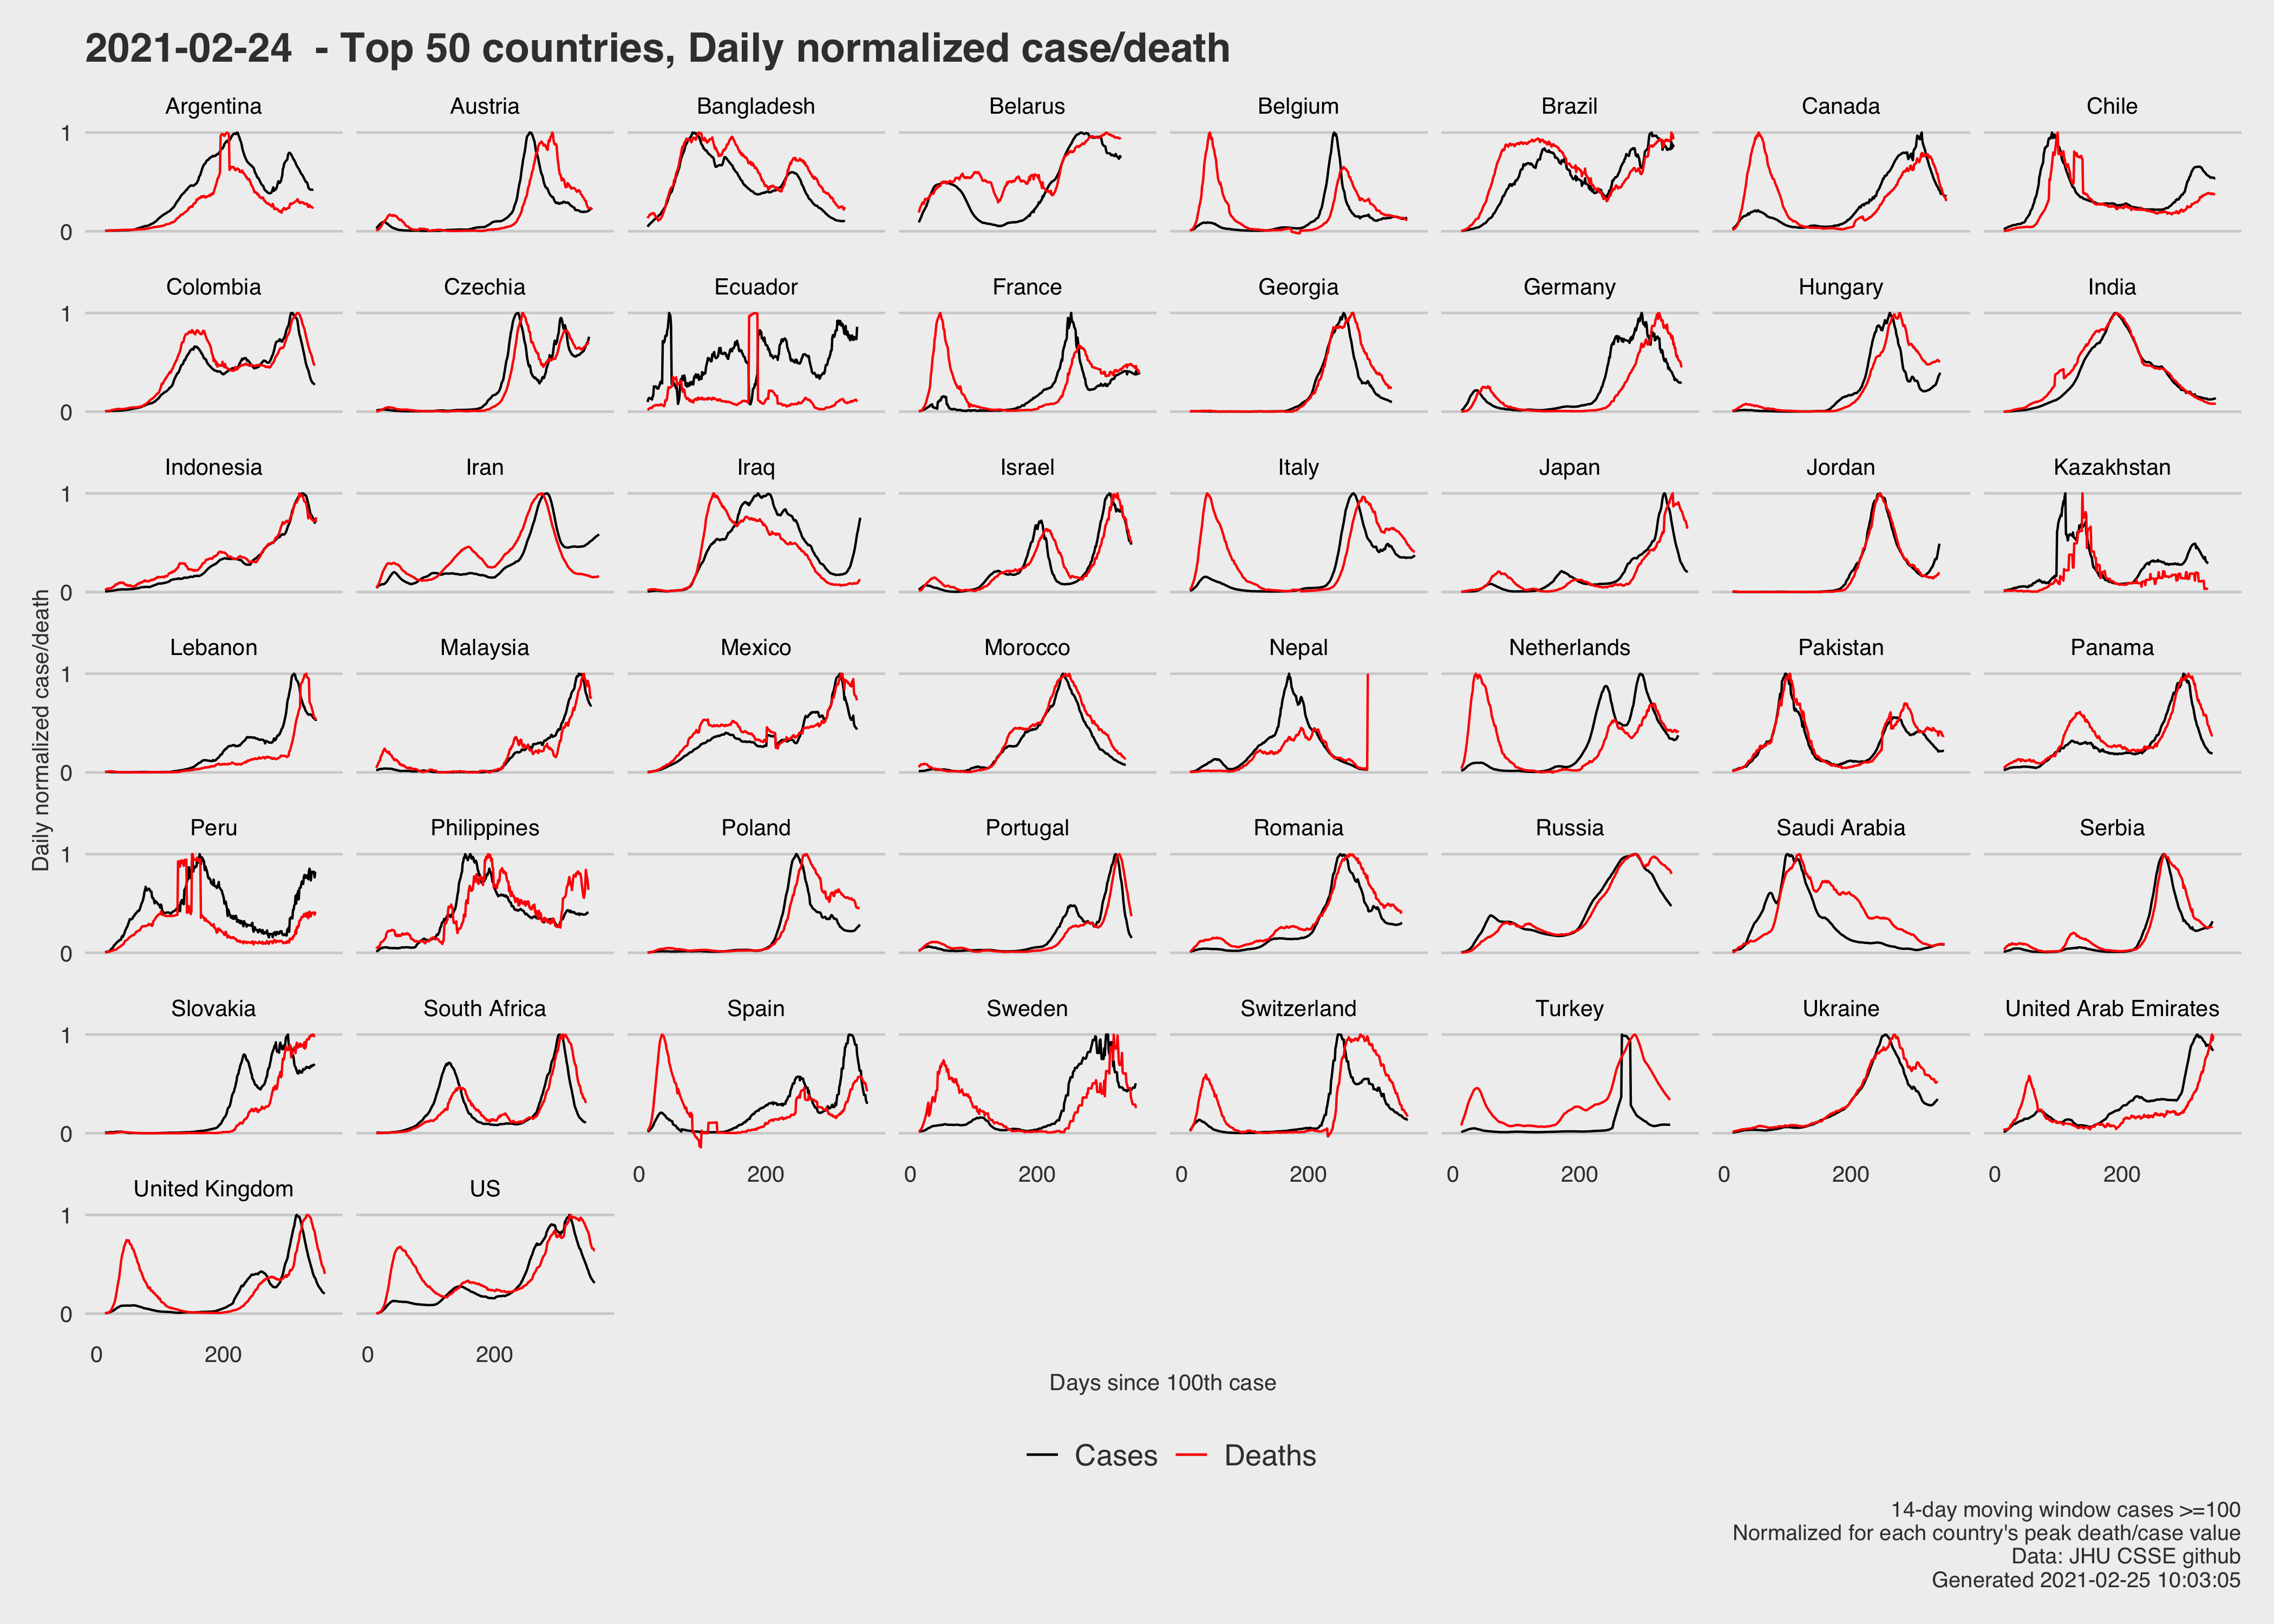 2021-02-24 - Top 50 countries, Daily normalized case/death
Argentina Austria Bangladesh Belarus Belgium Brazil Canada Chile
1
0
Colombia Czechia Ecuador France Georgia Germany Hungary India
1
0
Indonesia Iran Iraq Israel Italy Japan Jordan Kazakhstan
1
0
Lebanon Malaysia Mexico Morocco Nepal Netherlands Pakistan Panama
1
0
Peru Philippines Poland Portugal Romania Russia Saudi Arabia Serbia
1
0
Slovakia South Africa Spain Sweden Switzerland Turkey Ukraine United Arab Emirates
1
0
0 200 0 200 0 200 0 200 0 200 0 200
United Kingdom US
1
0
0 200 0 200
Daily normalized case/death
Days since 100th case
Cases Deaths
14-day moving window cases >=100
Normalized for each country's peak death/case value
Data: JHU CSSE github
Generated 2021-02-25 10:03:05